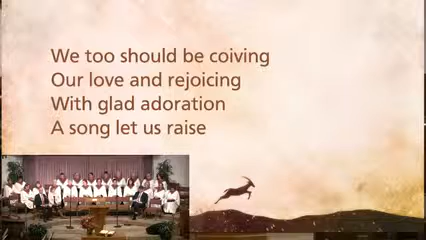 We too should be coiving
Our love and rejoicing
With glad adoration
A song let us raise